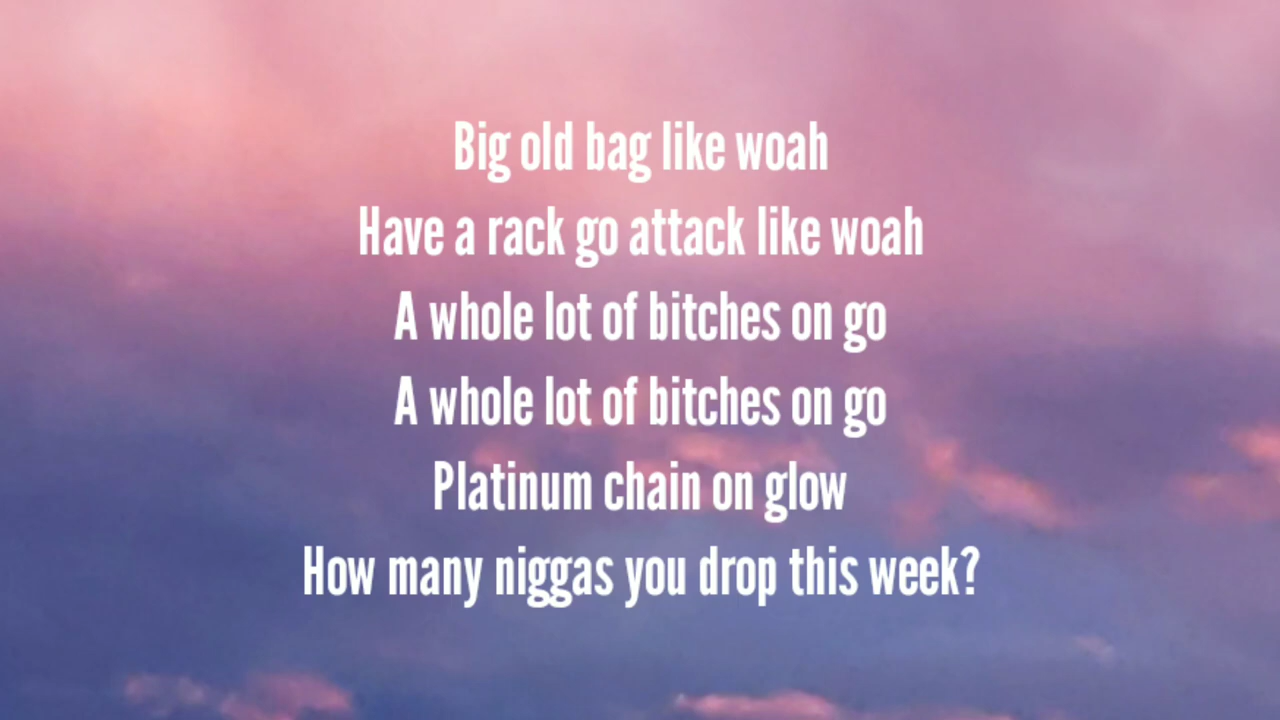 Big old bag like woah
Have a rack go attack like woah
A whole lot of bitches on go
A whole lot of bitches on go
Platinum chain on glow
How many niggas you drop this week?